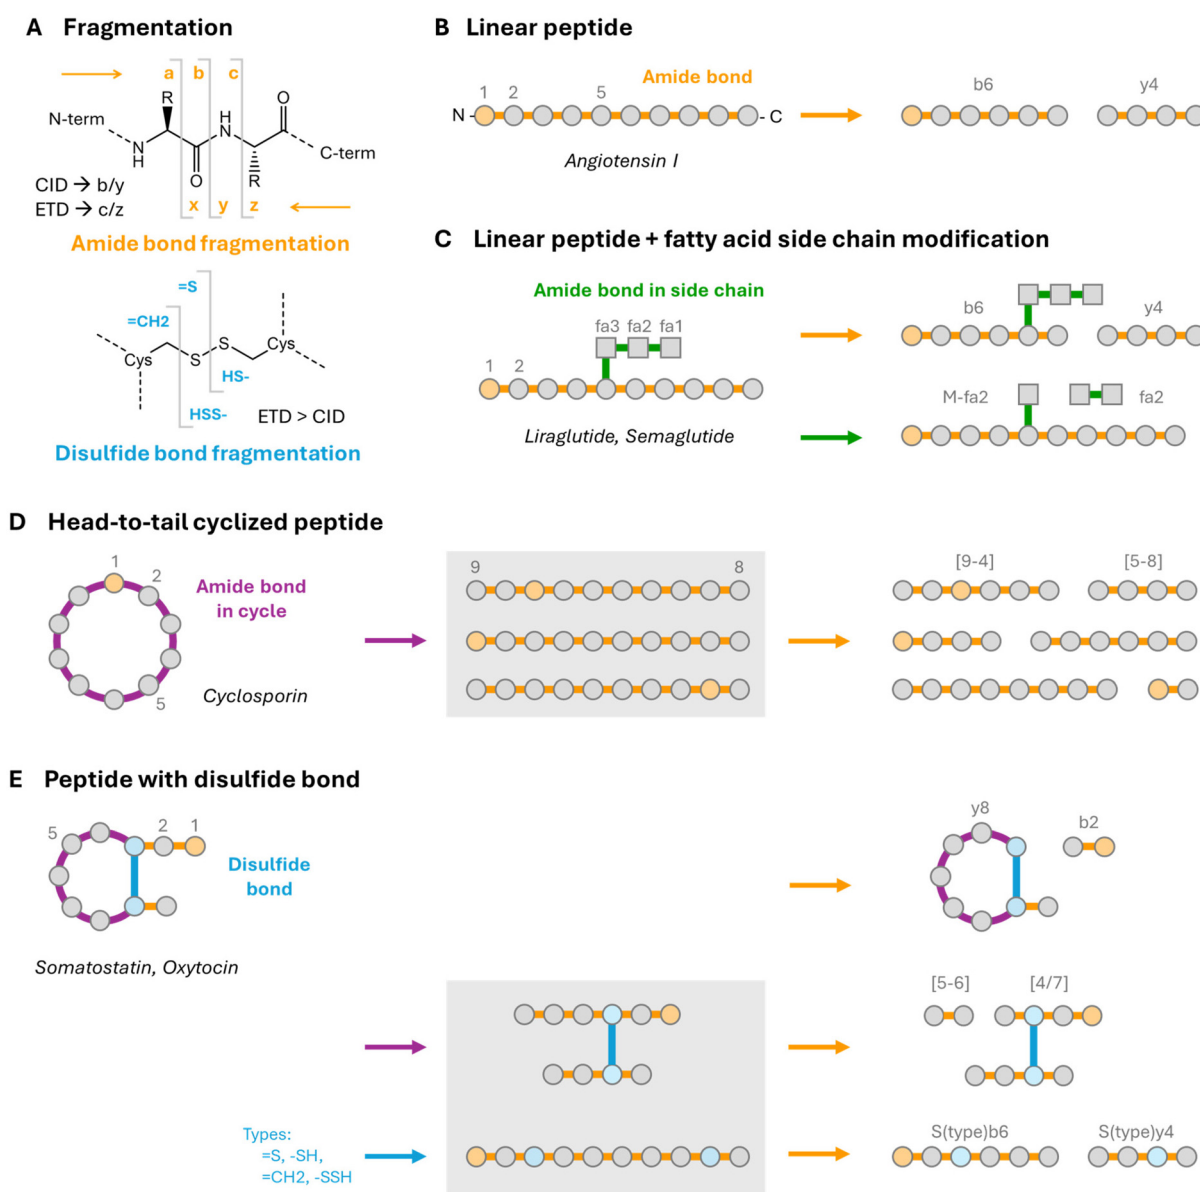 A Fragmentation
a b c
R
O
N-term
NH
N
H
O
R
C-term
CID → b/y
ETD → c/z
x y z
Amide bond fragmentation
=S
=CH2
Cys
S
S
Cys
HS-
HSS-
ETD > CID
Disulfide bond fragmentation
B Linear peptide
Amide bond
1 2 5
N - - C
Angiotensin I
b6 y4
C Linear peptide + fatty acid side chain modification
Amide bond in side chain
fa3 fa2 fa1
1 2
Liraglutide, Semaglutide
b6 y4
M-fa2 fa2
D Head-to-tail cyclized peptide
1
2
5
Amide bond
in cycle
Cyclosporin
9 8
[9-4] [5-8]
E Peptide with disulfide bond
5 2 1
Disulfide
bond
Somatostatin, Oxytocin
y8
b2
[5-6] [4/7]
Types:
=S, -SH,
=CH2, -SSH
S(type)b6 S(type)y4